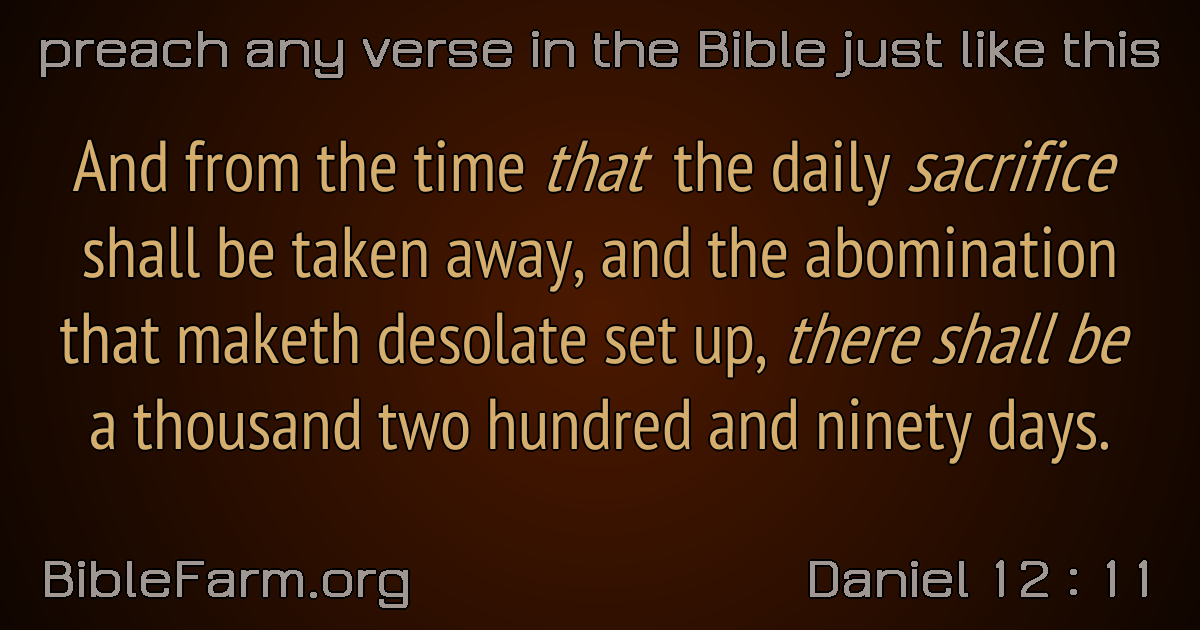 preach any verse in the Bible just like this
And from the time that the daily sacrifice
shall be taken away, and the abomination
that maketh desolate set up, there shall be
a thousand two hundred and ninety days.
BibleFarm.org
Daniel 12 : 11